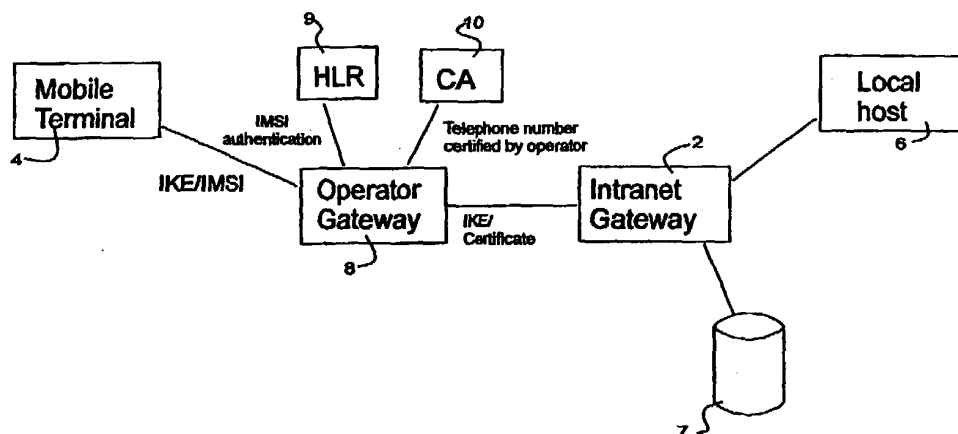 9
10
HLR
CA
Mobile
Terminal
4
Local
host
6
IMSI
authentication
Telephone number
certified by operator
2
IKE/IMSI
Operator
Gateway
8
IKE/
Certificate
Intranet
Gateway
7